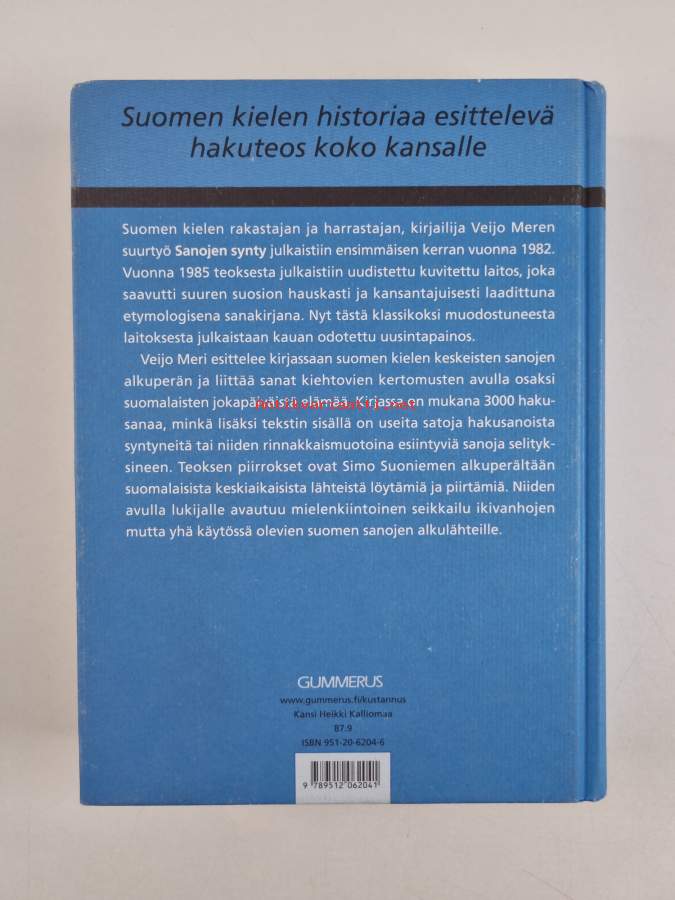 Suomen kielen historiaa esittelevä
hakuteos koko kansalle
Suomen kielen rakastajan ja harrastajan, kirjailija Veijo Meren
suurtyö Sanojen synty julkaistiin ensimmäisen kerran vuonna 1982.
Vuonna 1985 teoksesta julkaistiin uudistettu kuvitettu laitos, joka
saavutti suuren suosion hauskasti ja kansantajuisesti laadittuna
etymologisena sanakirjana. Nyt tästä klassikoksi muodostuneesta
laitoksesta julkaistaan kauan odotettu uusintapainos.
Veijo Meri esittelee kirjassaan suomen kielen keskeisten sanojen
alkuperän ja liittää sanat kiehtovien kertomusten avulla osaksi
suomalaisten jokapäiväistä elämää. Kirjassa on mukana 3000 haku-
sanaa, minkä lisäksi tekstin sisällä on useita satoja hakusanoista
syntyneitä tai niiden rinnakkaismuotoina esiintyviä sanoja selityk-
sineen. Teoksen piirrokset ovat Simo Suoniemen alkuperältään
suomalaisista keskiaikaisista lähteistä löytämiä ja piirtämiä. Niiden
avulla lukijalle avautuu mielenkiintoinen seikkailu ikivanhojen
mutta yhä käytössä olevien suomen sanojen alkulähteille.
GUMMERUS
www.gummerus.fi/kustannus
Kansi Heikki Kalliomaa
87.9
ISBN 951-20-6204-6
9 789512 062041